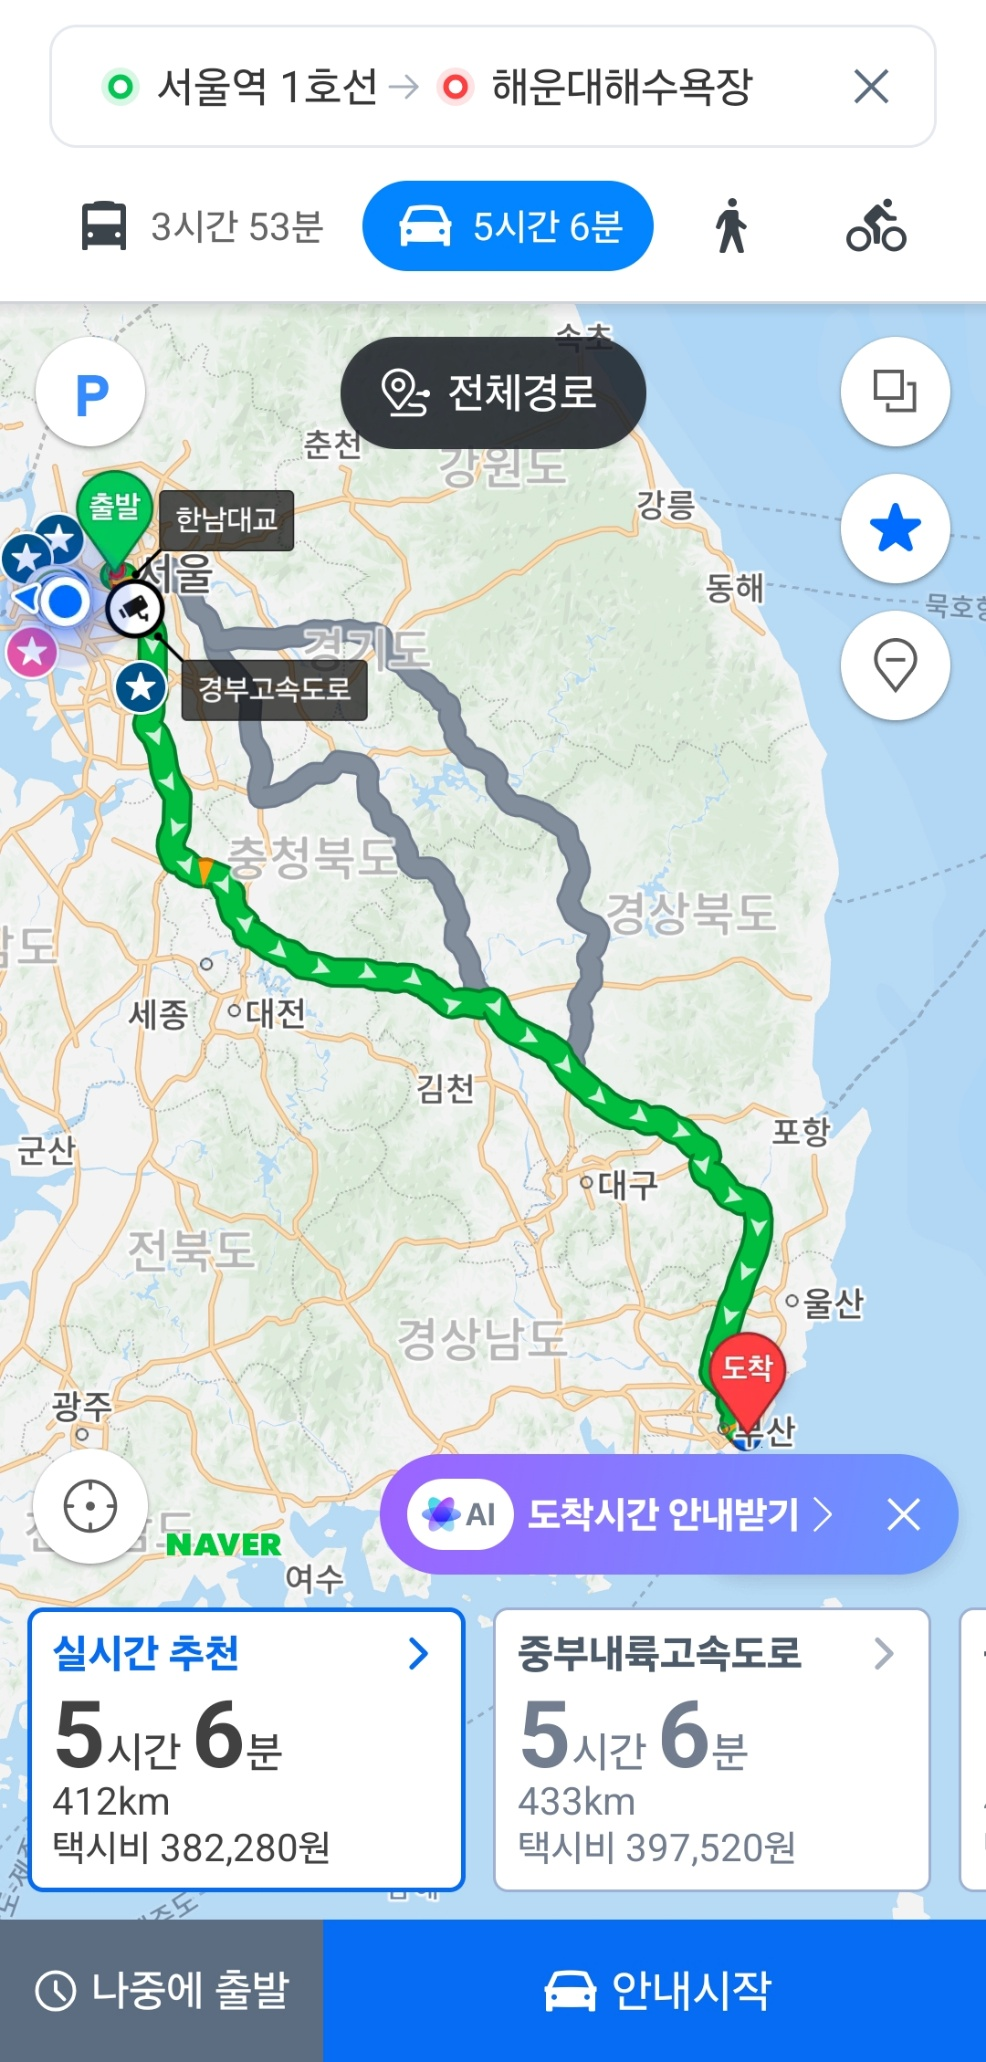 서울역 1호선 → 해운대해수욕장
3시간 53분
5시간 6분
속초
P
전체경로
춘천
강원도
강릉
출발
한남대교
서울
동해
경기도
경부고속도로
충청북도
경상북도
세종
대전
김천
군산
포항
대구
전북도
울산
경상남도
도착
광주
부산
AI 도착시간 안내받기
NAVER
여수
실시간 추천
5시간 6분
412km
택시비 382,280원
중부내륙고속도로
5시간 6분
433km
택시비 397,520원
나중에 출발
안내시작